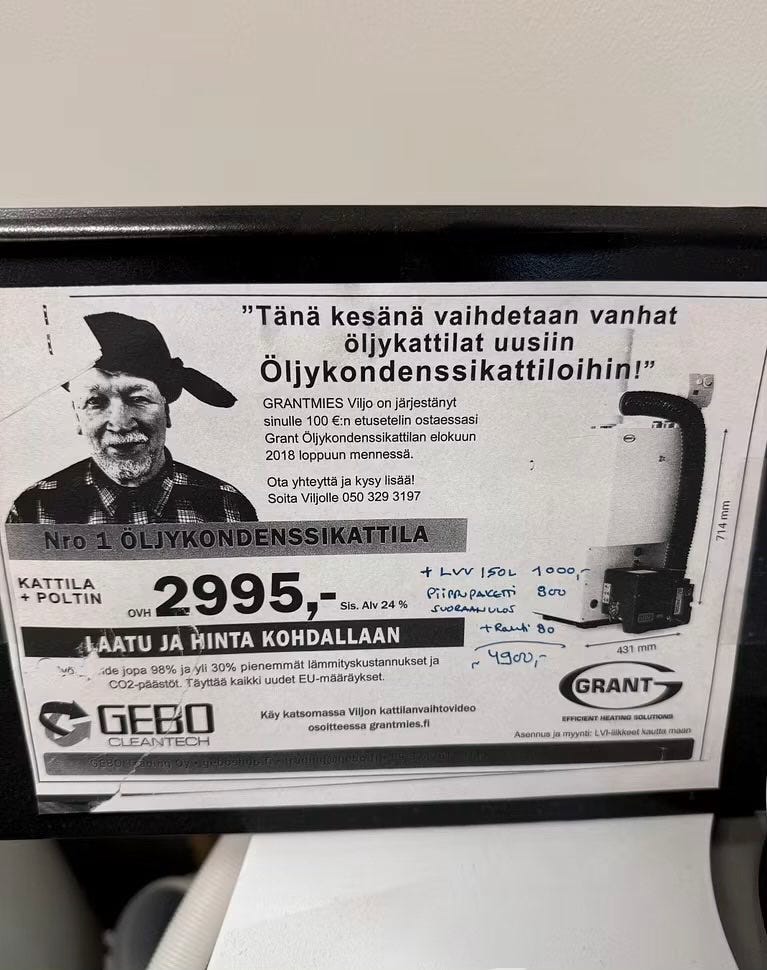 ”Tänä kesänä vaihdetaan vanhat
öljykattilat uusiin
Öljykondenssikattiloihin!”
GRANTMIES Viljo on järjestänyt
sinulle 100 €:n etusetelin ostaessasi
Grant Öljykondenssikattilan elokuun
2018 loppuun mennessä.
Ota yhteyttä ja kysy lisää!
Soita Viljolle 050 329 3197
714 mm
Nro 1 ÖLJYKONDENSSIKATTILA
KATTILA
+ POLTIN
OVH 2995,- Sis. Alv 24 %
+ LVV 150L 1000,-
PIIPPUPAKETTI 800
SUORAANULOS
+ Rauti 80
~ 4900,-
431 mm
LAATU JA HINTA KOHDALLAAN
de jopa 98% ja yli 30% pienemmät lämmityskustannukset ja
CO2-päästöt. Täyttää kaikki uudet EU-määräykset.
GRANT
EFFICIENT HEATING SOLUTIONS
GEBO
CLEANTECH
Käy katsomassa Viljon kattilanvaihtovideo
osoitteessa grantmies.fi
Asennus ja myynti: LVI-liikkeet kautta maan